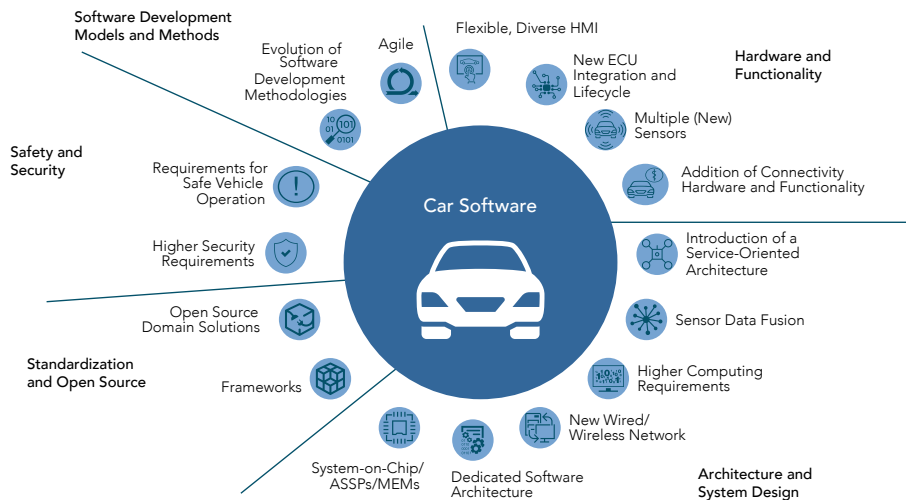 Software Development
Models and Methods
Evolution of
Software
Development
Methodologies
Agile
Flexible, Diverse HMI
New ECU
Integration and
Lifecycle
Hardware and
Functionality
Multiple (New)
Sensors
Addition of Connectivity
Hardware and Functionality
Safety and
Security
Requirements for
Safe Vehicle
Operation
Higher Security
Requirements
Car Software
Introduction of a
Service-Oriented
Architecture
Sensor Data Fusion
Higher Computing
Requirements
New Wired/
Wireless Network
Architecture and
System Design
Dedicated Software
Architecture
System-on-Chip/
ASSPs/MEMs
Standardization
and Open Source
Open Source
Domain Solutions
Frameworks
10
01
101
0101